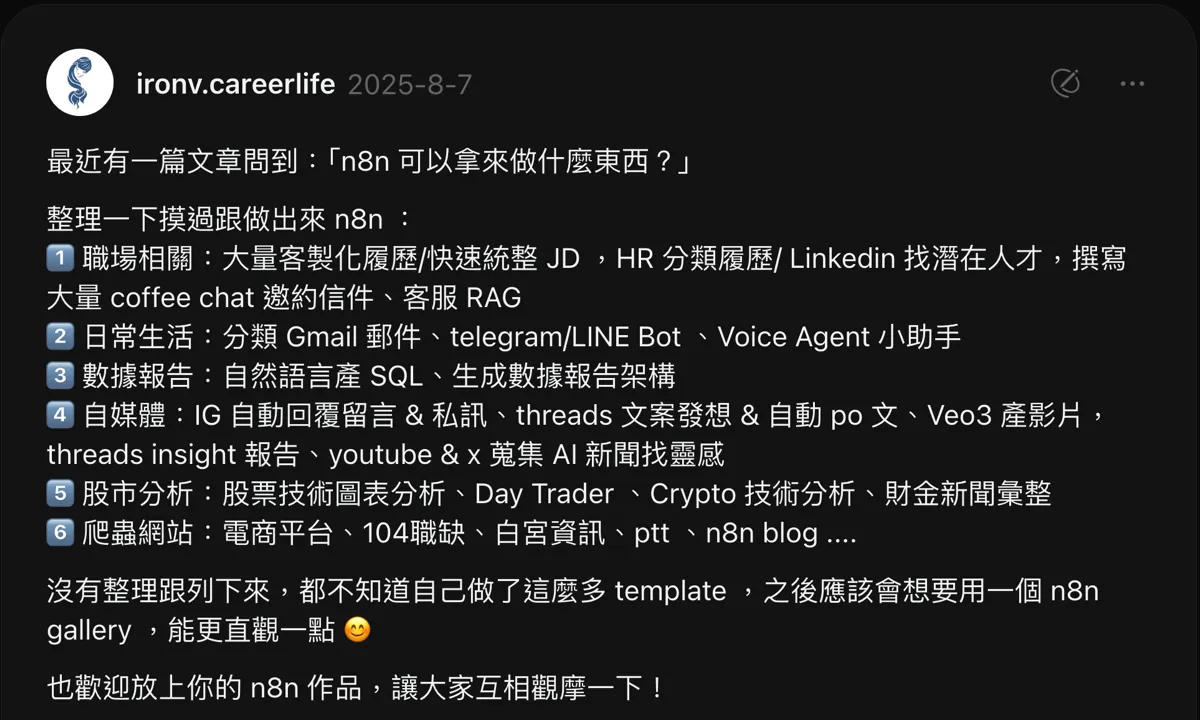 ironv.careerlife 2025-8-7
最近有一篇文章問到：「n8n 可以拿來做什麼東西？」
整理一下摸過跟做出來 n8n ：
1️⃣ 職場相關：大量客製化履歷/快速統整 JD ，HR 分類履歷/ Linkedin 找潛在人才，撰寫
大量 coffee chat 邀約信件、客服 RAG
2️⃣ 日常生活：分類 Gmail 郵件、telegram/LINE Bot 、Voice Agent 小助手
3️⃣ 數據報告：自然語言產 SQL、生成數據報告架構
4️⃣ 自媒體：IG 自動回覆留言 & 私訊、threads 文案發想 & 自動 po 文、Veo3 產影片，
threads insight 報告、youtube & x 蒐集 AI 新聞找靈感
5️⃣ 股市分析：股票技術圖表分析、Day Trader 、Crypto 技術分析、財金新聞彙整
6️⃣ 爬蟲網站：電商平台、104職缺、白宮資訊、ptt 、n8n blog ....
沒有整理跟列下來，都不知道自己做了這麼多 template ，之後應該會想要用一個 n8n
gallery ，能更直觀一點 😊
也歡迎放上你的 n8n 作品，讓大家互相觀摩一下！